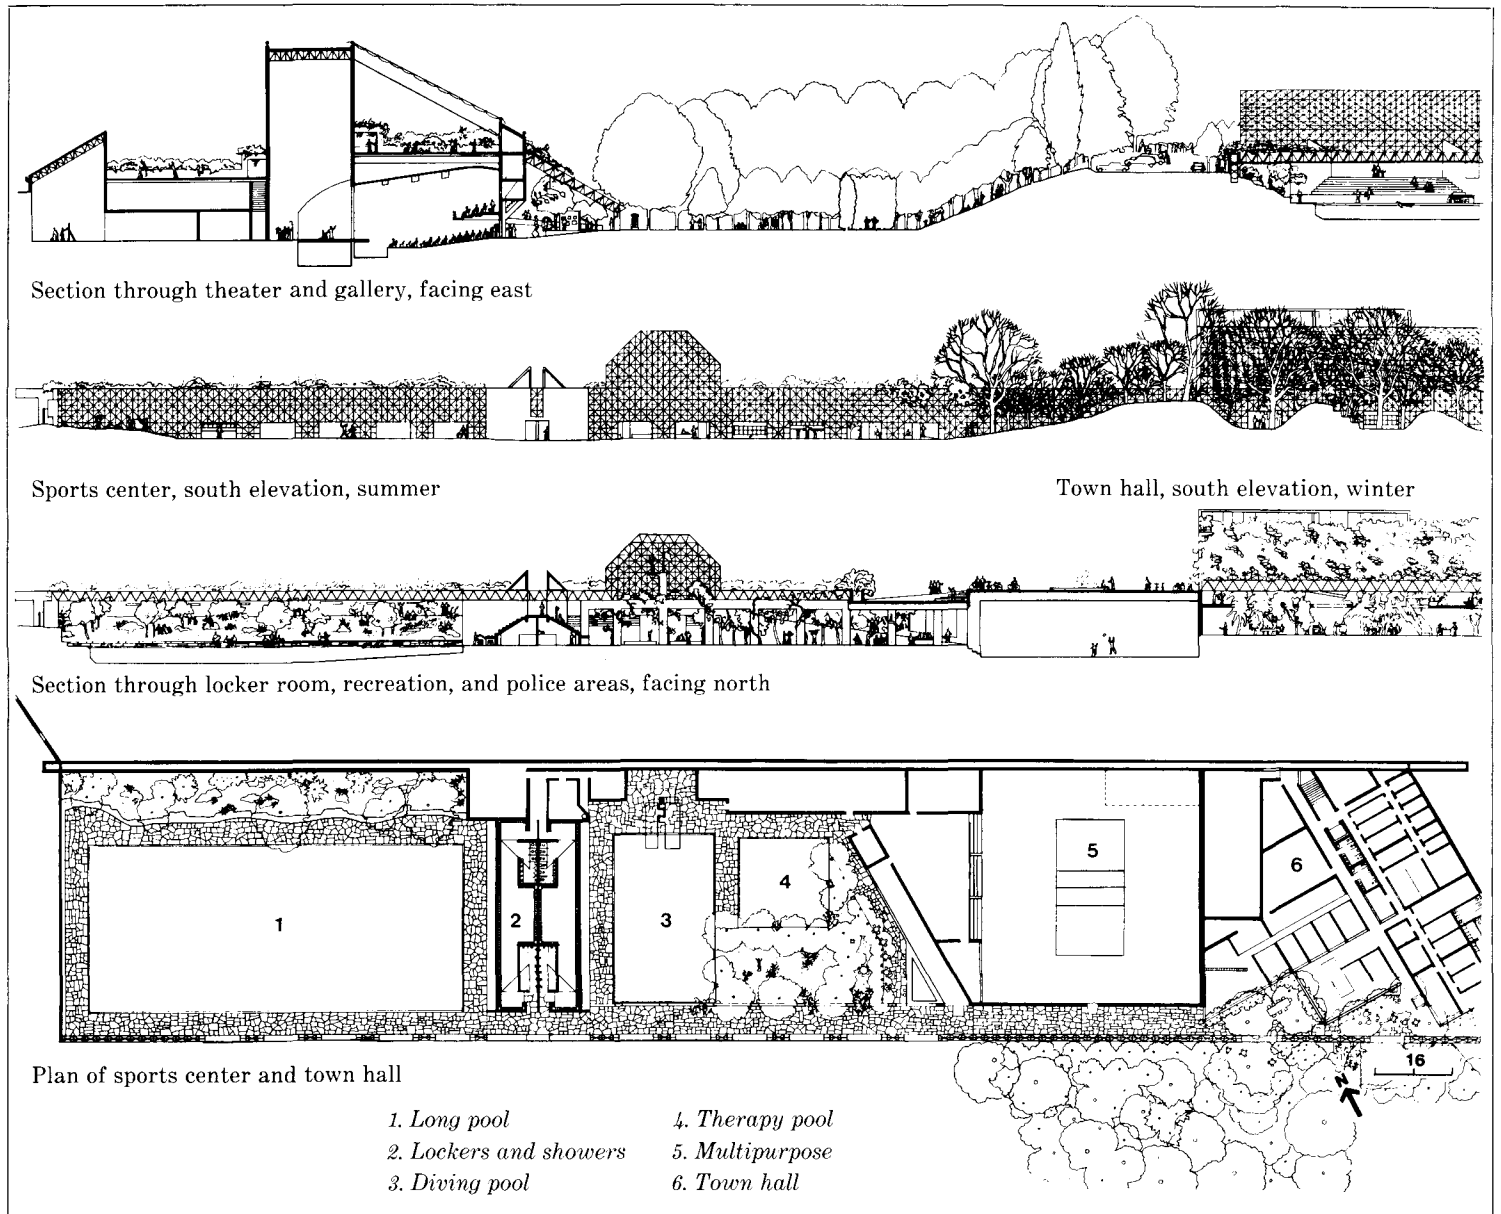 Section through theater and gallery, facing east
Sports center, south elevation, summer
Town hall, south elevation, winter
Section through locker room, recreation, and police areas, facing north
1
2
3
4
5
6
16
N
Plan of sports center and town hall
1. Long pool
2. Lockers and showers
3. Diving pool
4. Therapy pool
5. Multipurpose
6. Town hall